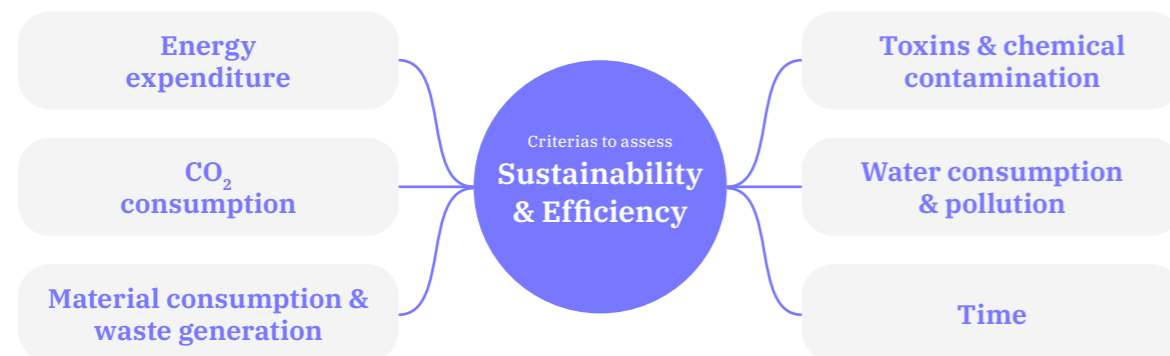 Energy
expenditure
CO₂
consumption
Material consumption &
waste generation
Criterias to assess
Sustainability
& Efficiency
Toxins & chemical
contamination
Water consumption
& pollution
Time